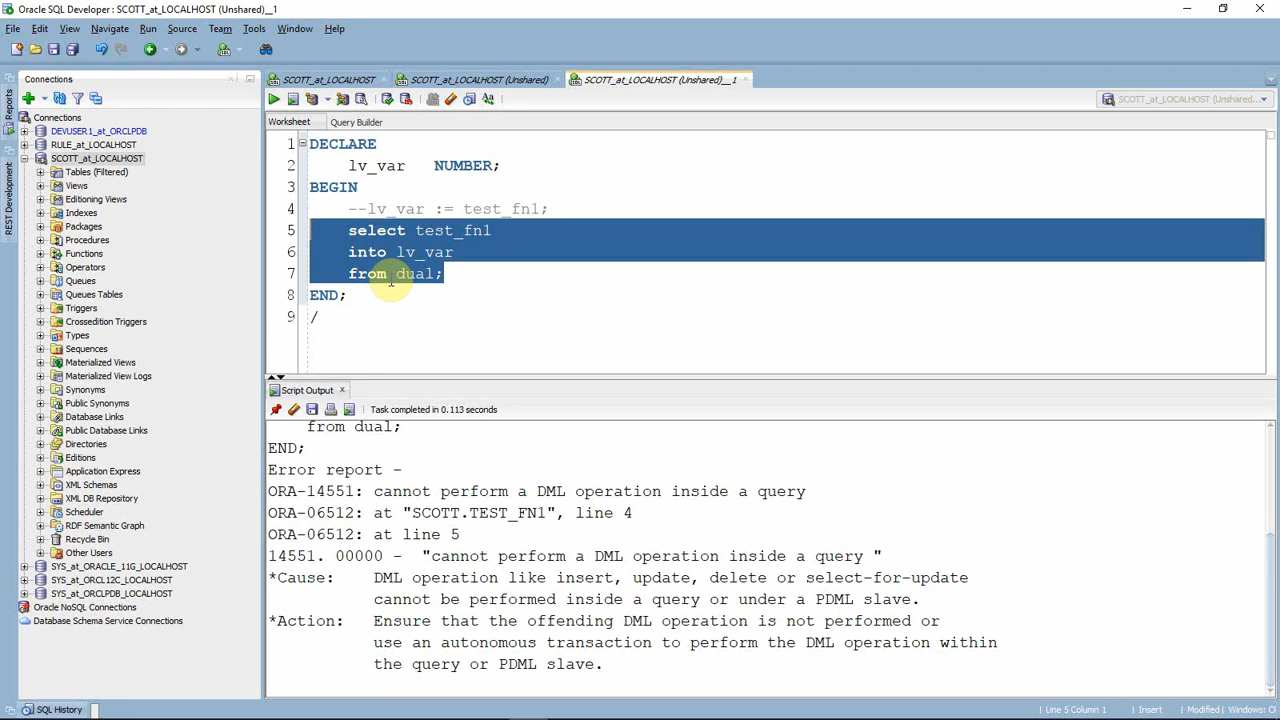 Oracle SQL Developer : SCOTT_at_LOCALHOST (Unshared)__1
File Edit View Navigate Run Source Team Tools Window Help
Connections
Connections
DEVUSER1_at_ORCLPDB
RULE_at_LOCALHOST
SCOTT_at_LOCALHOST
Tables (Filtered)
Views
Editioning Views
Indexes
Packages
Procedures
Functions
Operators
Queues
Queues Tables
Triggers
Crossedition Triggers
Types
Sequences
Materialized Views
Materialized View Logs
Synonyms
Public Synonyms
Database Links
Public Database Links
Directories
Editions
Application Express
XML Schemas
XML DB Repository
Scheduler
RDF Semantic Graph
Recycle Bin
Other Users
SYS_at_ORACLE_11G_LOCALHOST
SYS_at_ORCL12C_LOCALHOST
SYS_at_ORCLPDB_LOCALHOST
Oracle NoSQL Connections
Database Schema Service Connections
Reports
REST Development
SCOTT_at_LOCALHOST
SCOTT_at_LOCALHOST (Unshared)
SCOTT_at_LOCALHOST (Unshared)__1
SCOTT_at_LOCALHOST (Unshared...
Worksheet Query Builder
1 DECLARE
2 lv_var NUMBER;
3 BEGIN
4 --lv_var := test_fn1;
5 select test_fn1
6 into lv_var
7 from dual;
8 END;
9 /
Script Output x
Task completed in 0.113 seconds
from dual;
END;
Error report -
ORA-14551: cannot perform a DML operation inside a query
ORA-06512: at "SCOTT.TEST_FN1", line 4
ORA-06512: at line 5
14551. 00000 - "cannot perform a DML operation inside a query "
*Cause: DML operation like insert, update, delete or select-for-update
cannot be performed inside a query or under a PDML slave.
*Action: Ensure that the offending DML operation is not performed or
use an autonomous transaction to perform the DML operation within
the query or PDML slave.
SQL History
Line 5 Column 1 Insert Modified Windows: C